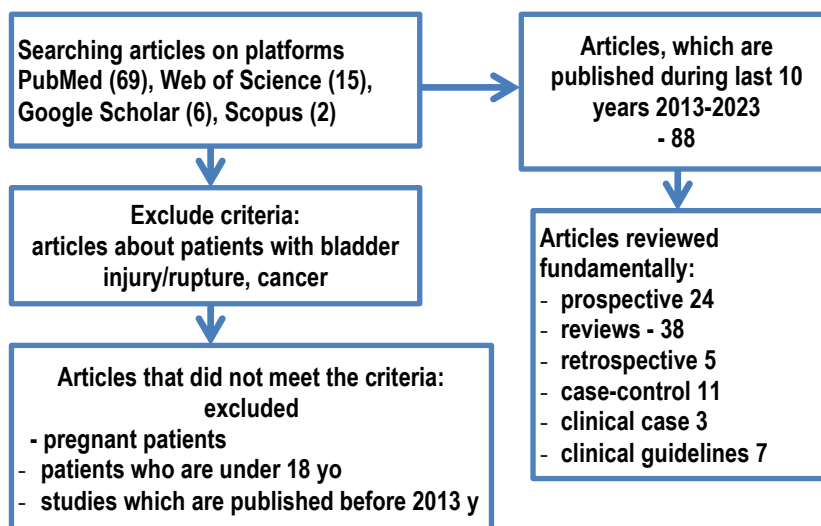 Searching articles on platforms
PubMed (69), Web of Science (15),
Google Scholar (6), Scopus (2)
Articles, which are
published during last 10
years 2013-2023
- 88
Exclude criteria:
articles about patients with bladder
injury/rupture, cancer
Articles reviewed
fundamentally:
- prospective 24
- reviews - 38
- retrospective 5
- case-control 11
- clinical case 3
- clinical guidelines 7
Articles that did not meet the criteria:
excluded
- pregnant patients
- patients who are under 18 yo
- studies which are published before 2013 y